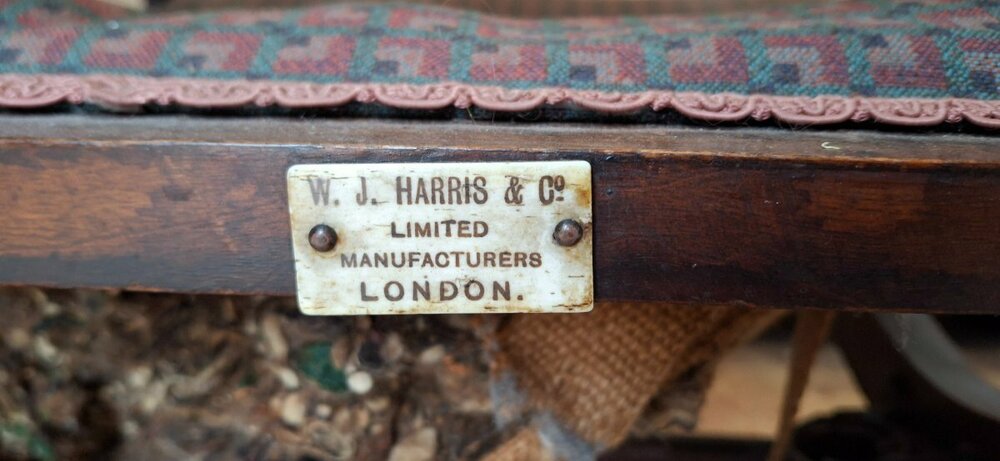 W. J. HARRIS & Cº
LIMITED
MANUFACTURERS
LONDON.